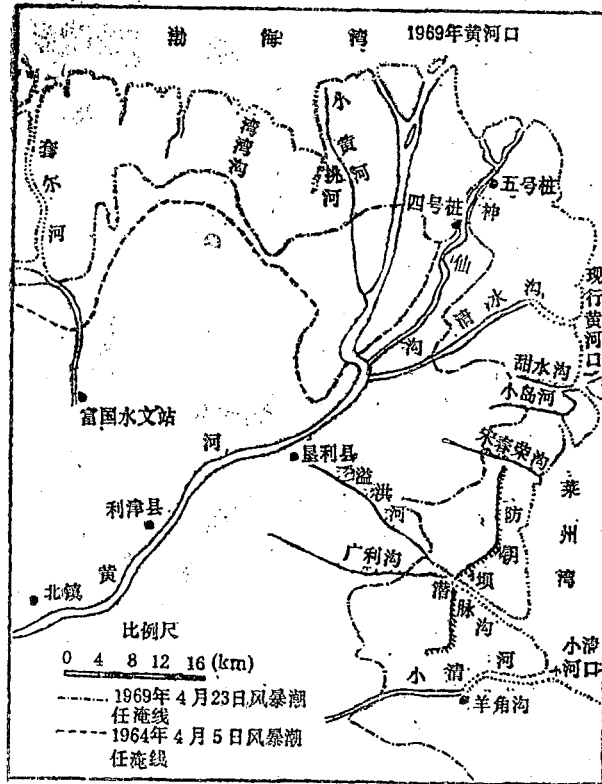 渤海湾
1969年黄河口
套尔河
湾湾沟
挑河
小黄河
四号桩
五号桩
神仙沟
清水沟
现行黄河口
甜水沟
小岛河
宋春荣沟
莱州湾
富国水文站
垦利县
溢洪河
防潮坝
利津县
广利沟
北镇
黄河
潜脉沟
小清河
小清河口
羊角沟
比例尺
0 4 8 12 16 (km)
1969年4月23日风暴潮
任淹线
1964年4月5日风暴潮
任淹线